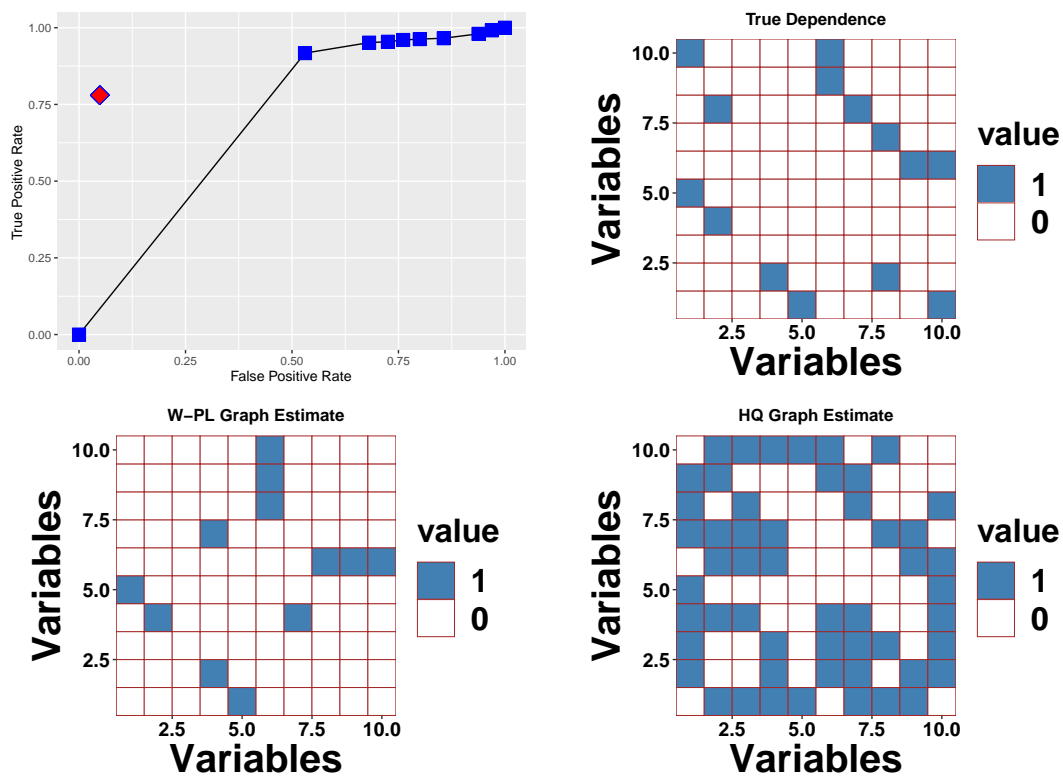 1.00
0.75
0.50
0.25
0.00
True Positive Rate
0.00 0.25 0.50 0.75 1.00
False Positive Rate
True Dependence
10.0
7.5
5.0
2.5
Variables
2.5 5.0 7.5 10.0
Variables
value
1
0
W−PL Graph Estimate
10.0
7.5
5.0
2.5
Variables
2.5 5.0 7.5 10.0
Variables
value
1
0
HQ Graph Estimate
10.0
7.5
5.0
2.5
Variables
2.5 5.0 7.5 10.0
Variables
value
1
0